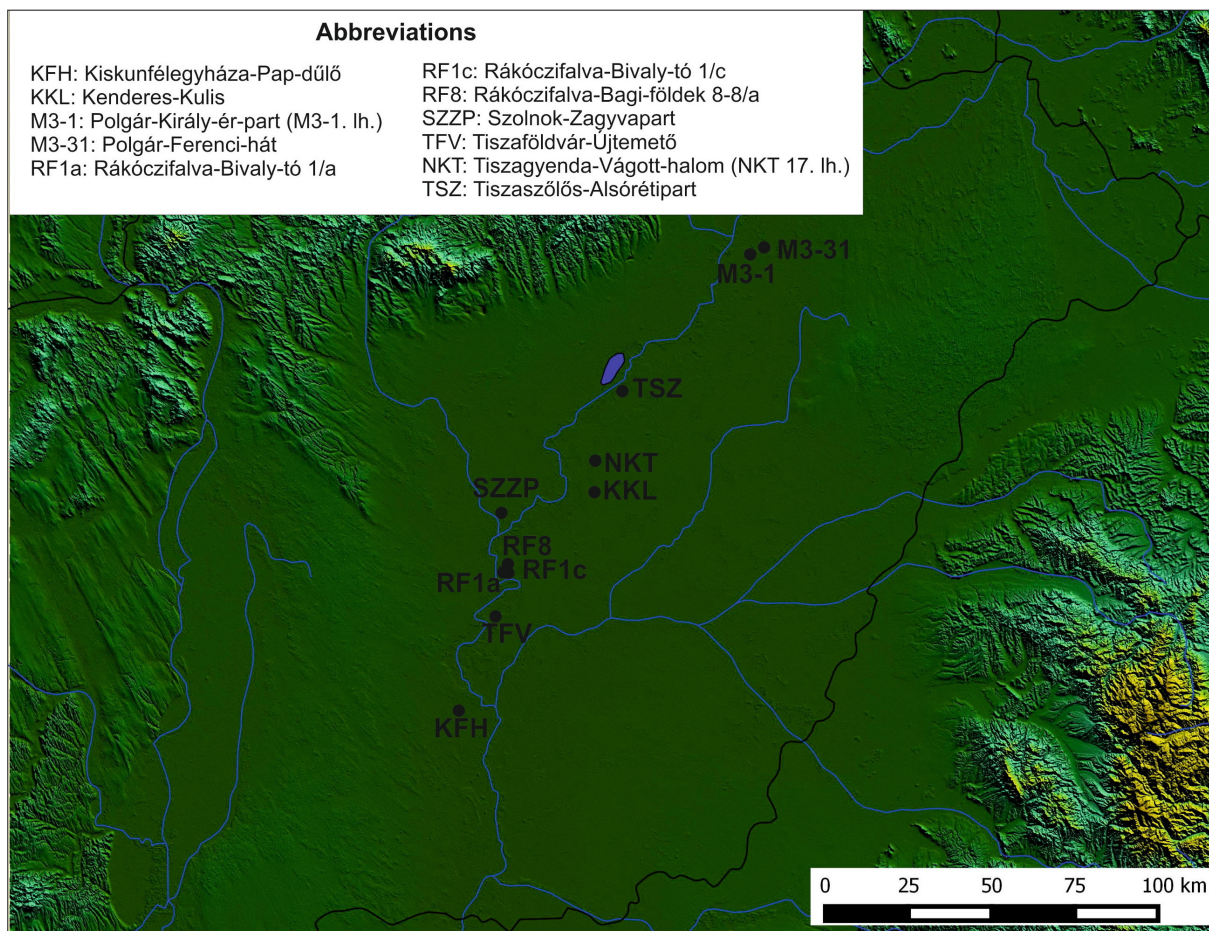 Abbreviations
KFH: Kiskunfélegyháza-Pap-dűlő
KKL: Kenderes-Kulis
M3-1: Polgár-Király-ér-part (M3-1. lh.)
M3-31: Polgár-Ferenci-hát
RF1a: Rákóczifalva-Bivaly-tó 1/a
RF1c: Rákóczifalva-Bivaly-tó 1/c
RF8: Rákóczifalva-Bagi-földek 8-8/a
SZZP: Szolnok-Zagyvapart
TFV: Tiszaföldvár-Újtemető
NKT: Tiszagyenda-Vágott-halom (NKT 17. lh.)
TSZ: Tiszaszőlős-Alsórétipart
M3-31
M3-1
TSZ
NKT
KKL
SZZP
RF8
RF1c
RF1a
TFV
KFH
0 25 50 75 100 km